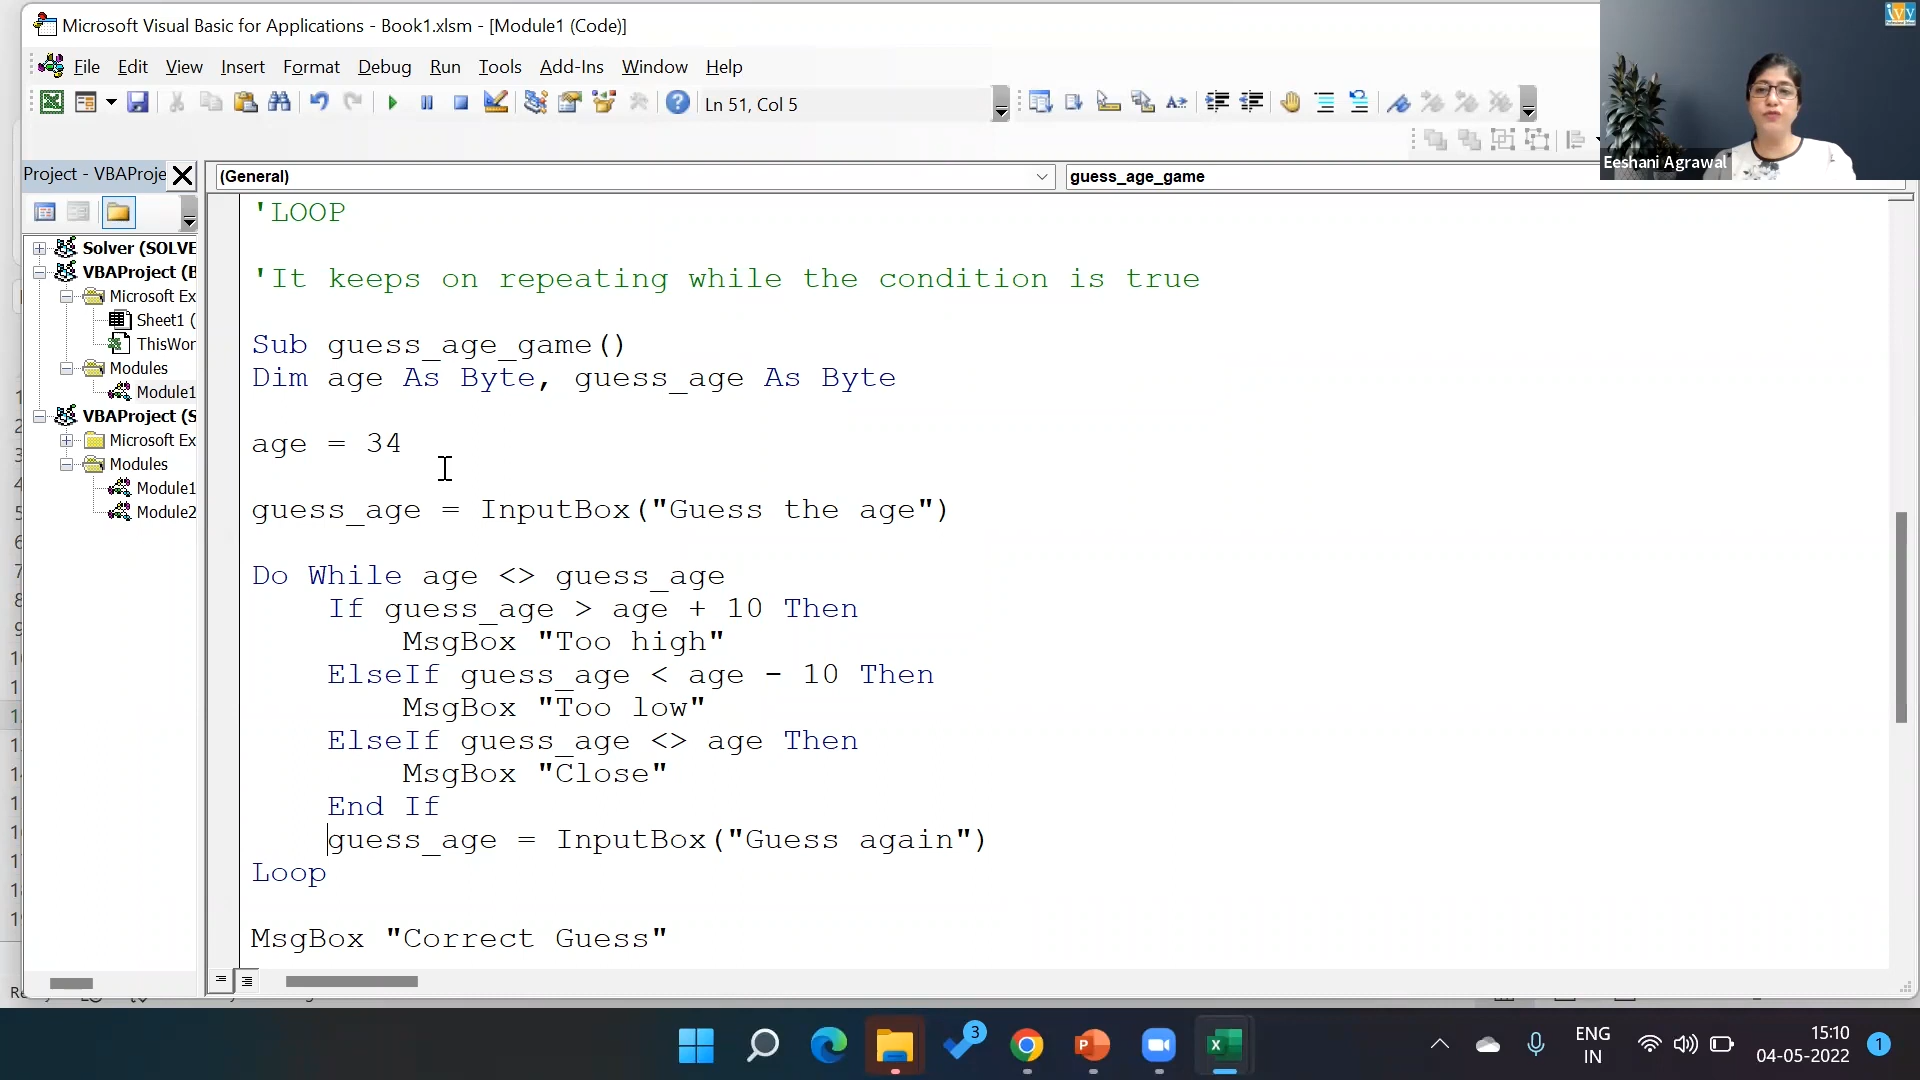 Microsoft Visual Basic for Applications - Book1.xlsm - [Module1 (Code)]
ivy
File Edit View Insert Format Debug Run Tools Add-Ins Window Help
Ln 51, Col 5
Eeshani Agrawal
Project - VBAProje
(General)
guess_age_game
Solver (SOLVE
VBAProject (B
Microsoft Ex
Sheet1 (
ThisWor
Modules
Module1
VBAProject (S
Microsoft Ex
Modules
Module1
Module2
'LOOP
'It keeps on repeating while the condition is true
Sub guess_age_game()
Dim age As Byte, guess_age As Byte
age = 34
guess_age = InputBox("Guess the age")
Do While age <> guess_age
If guess_age > age + 10 Then
MsgBox "Too high"
ElseIf guess_age < age - 10 Then
MsgBox "Too low"
ElseIf guess_age <> age Then
MsgBox "Close"
End If
guess_age = InputBox("Guess again")
Loop
MsgBox "Correct Guess"
3
ENG
IN
15:10
04-05-2022
1